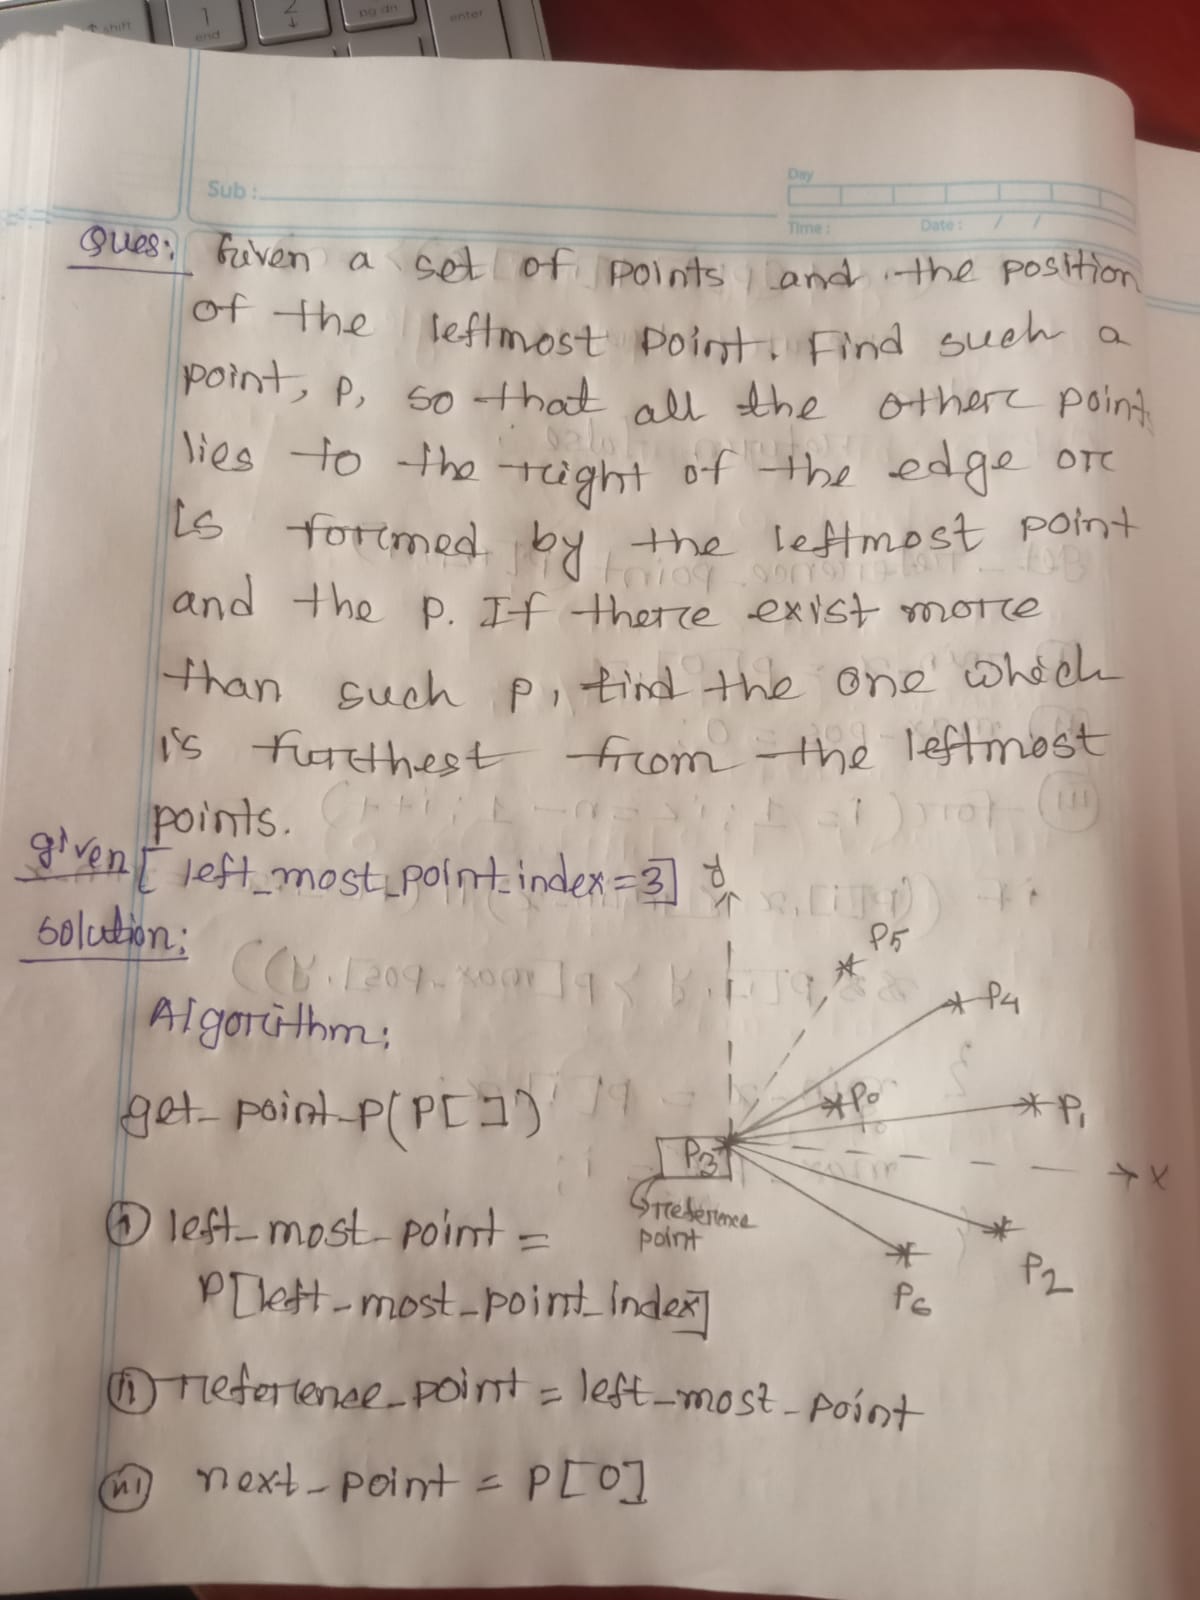 shift
1
end
2
pg dn
enter
Sub :
Day
Time :
Date : / /
Ques: Given a set of points, and the position
of the leftmost point. Find such a
point, P, so that all the other point
lies to the right of the edge or
is formed by the leftmost point
and the P. If there exist more
than such P, find the one which
is furthest from the leftmost
points.
given [left_most_point_index=3]
solution:
Algorithm:
get_point_P(P[])
y
P5
P4
P0
P1
P3
x
reference
point
P2
P6
(i) left_most_point =
P[left_most_point_index]
(ii) reference_point = left_most_point
(iii) next_point = P[0]